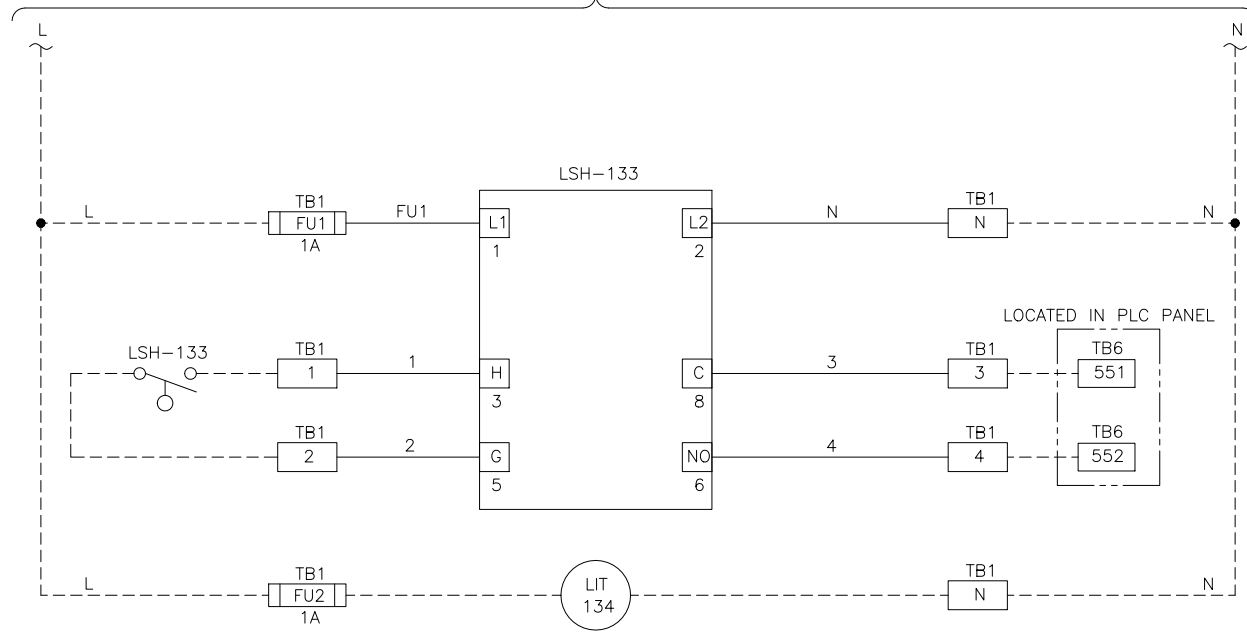 L
N
LSH-133
L
TB1
FU1
1A
FU1
L1
1
L2
2
N
TB1
N
N
LOCATED IN PLC PANEL
LSH-133
TB1
1
1
H
3
C
8
3
TB1
3
TB6
551
TB1
2
2
G
5
NO
6
4
TB1
4
TB6
552
L
TB1
FU2
1A
LIT
134
TB1
N
N